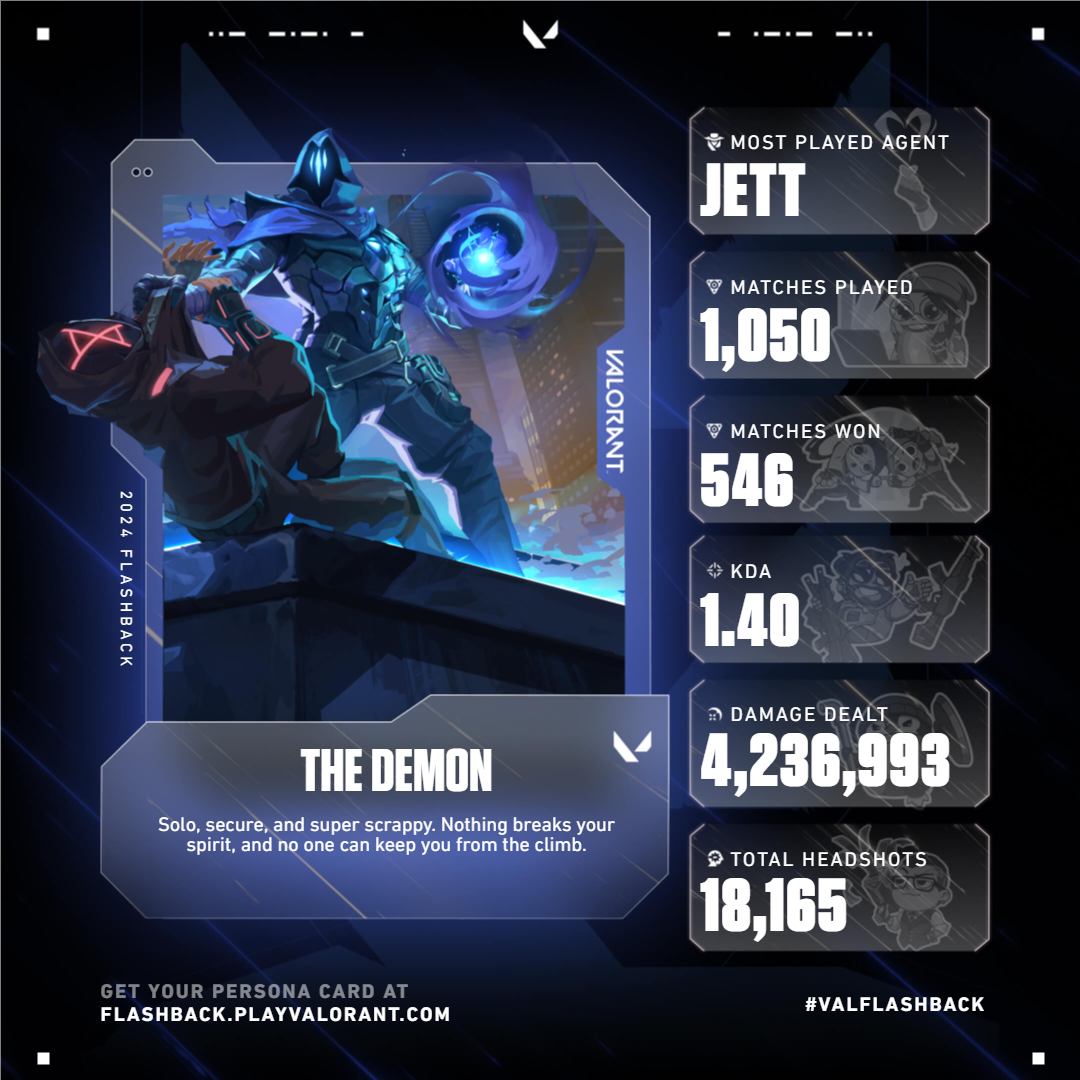 MOST PLAYED AGENT
JETT
MATCHES PLAYED
1,050
MATCHES WON
546
KDA
1.40
DAMAGE DEALT
4,236,993
TOTAL HEADSHOTS
18,165
VALORANT
2024 FLASHBACK
THE DEMON
Solo, secure, and super scrappy. Nothing breaks your
spirit, and no one can keep you from the climb.
GET YOUR PERSONA CARD AT
FLASHBACK.PLAYVALORANT.COM
#VALFLASHBACK